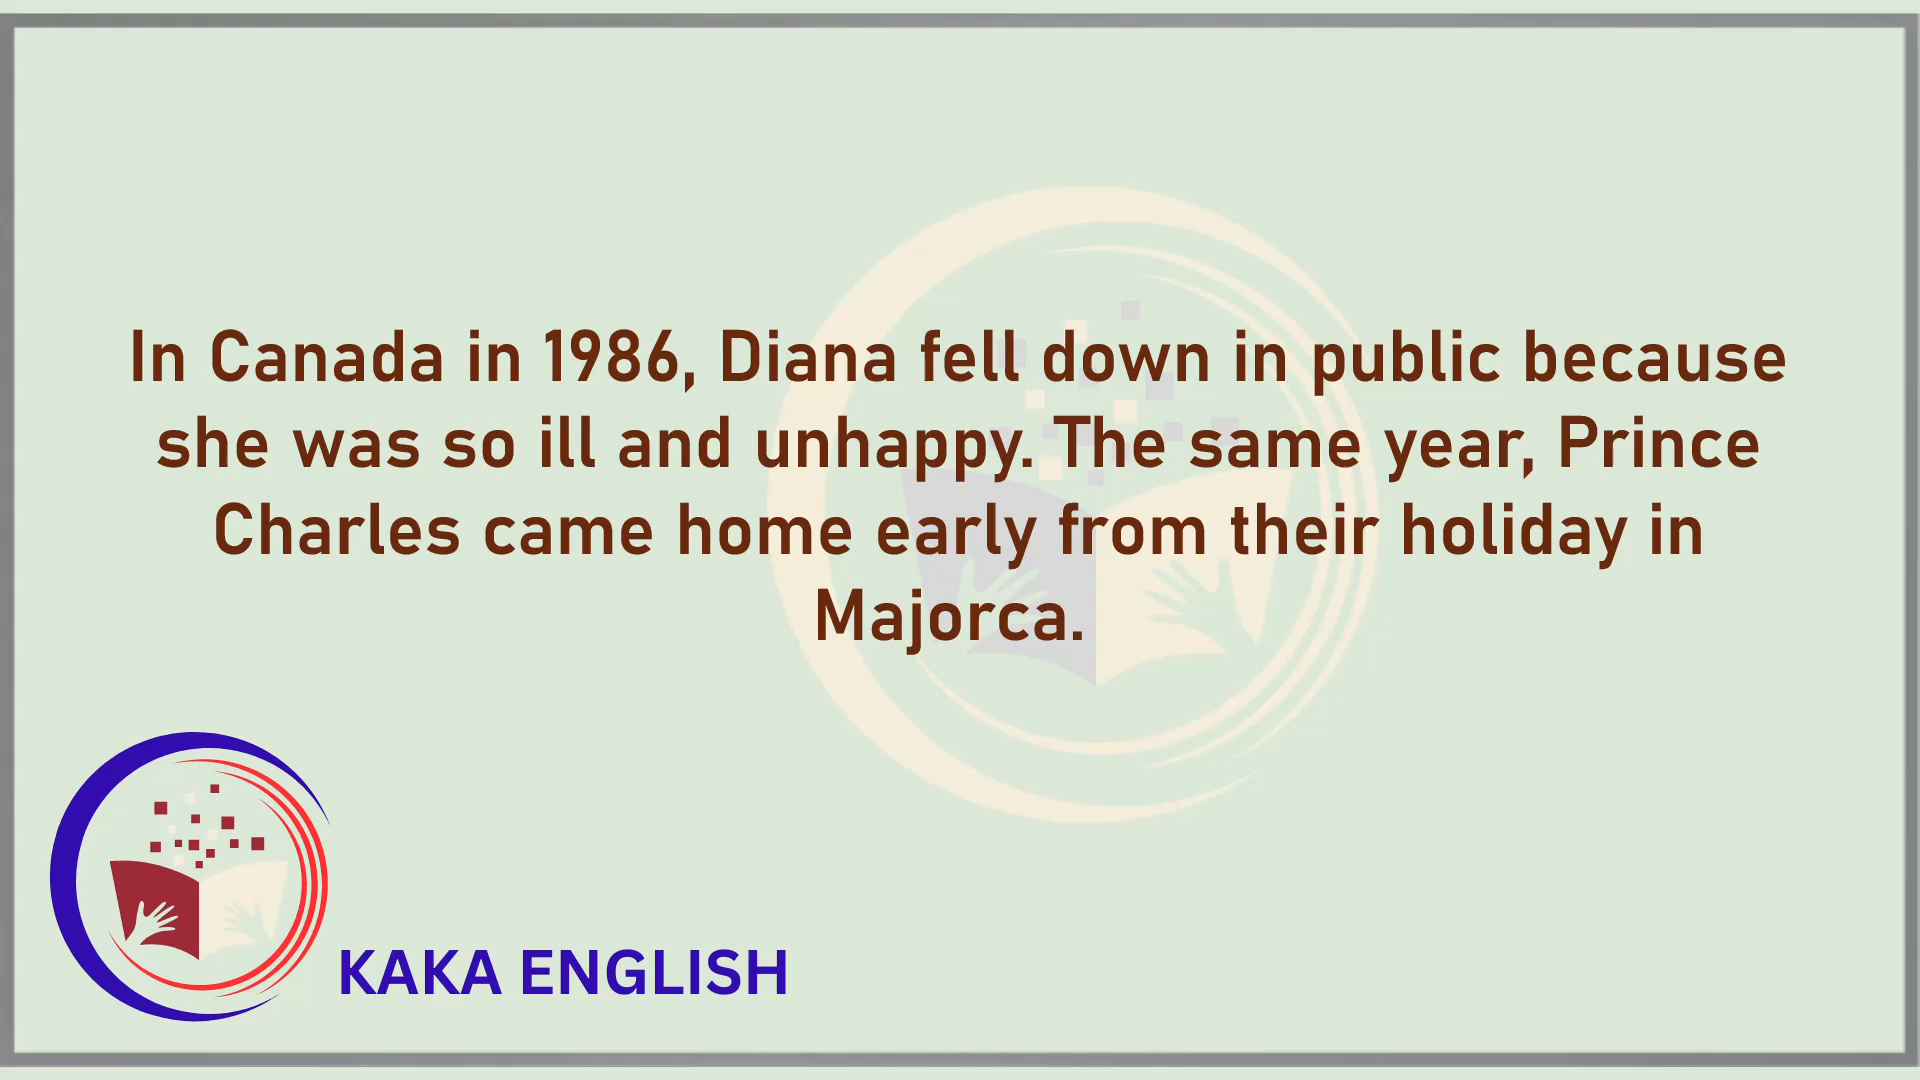 In Canada in 1986, Diana fell down in public because
she was so ill and unhappy. The same year, Prince
Charles came home early from their holiday in
Majorca.
KAKA ENGLISH